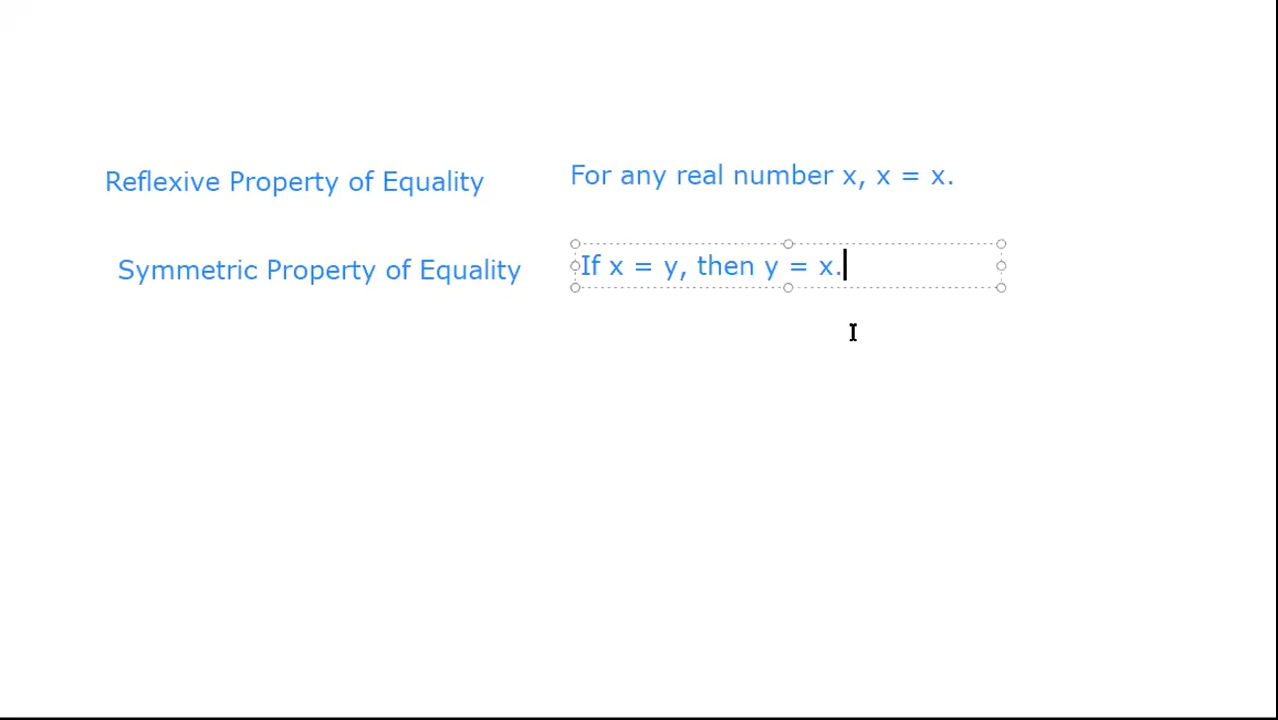 Reflexive Property of Equality For any real number x, x = x.
Symmetric Property of Equality If x = y, then y = x.